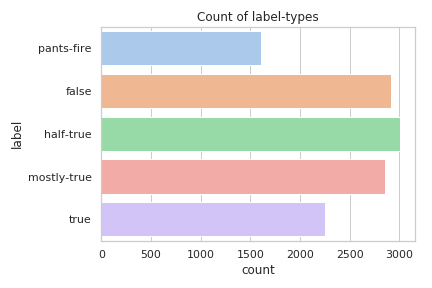 Count of label-types
pants-fire
false
half-true
mostly-true
true
label
0 500 1000 1500 2000 2500 3000
count